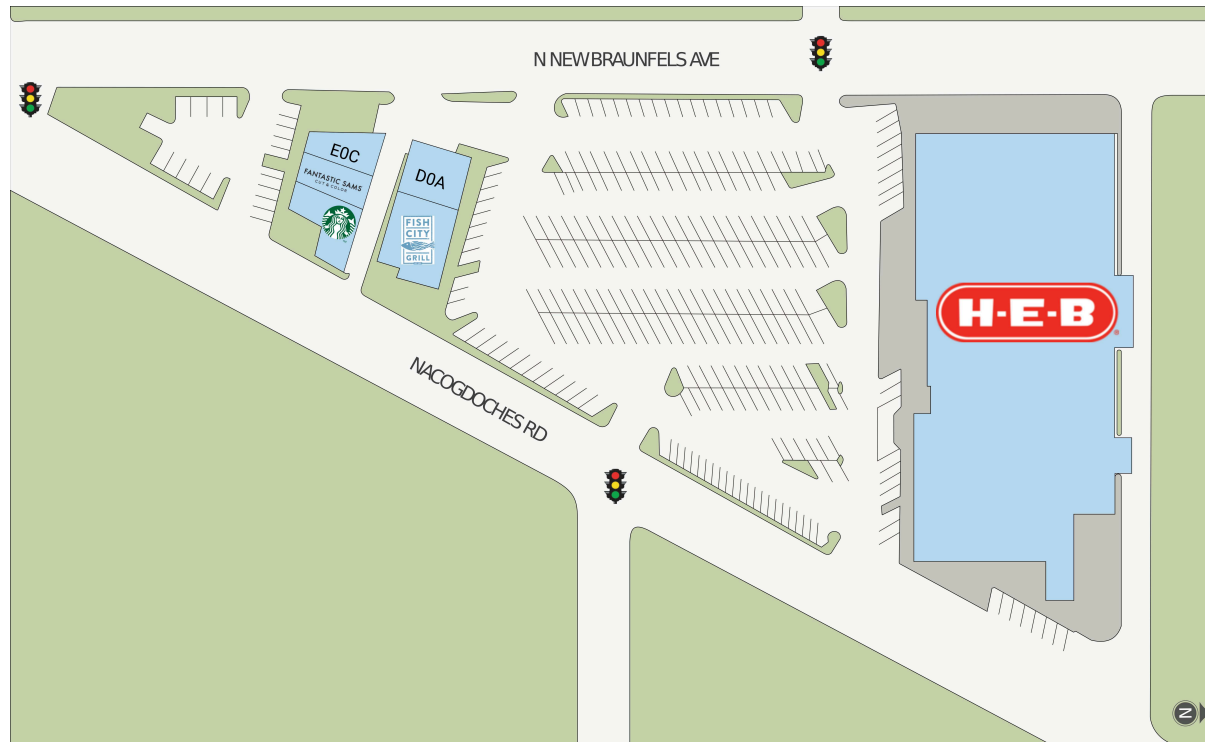 N NEW BRAUNFELS AVE
E0C
FANTASTIC SAMS
CUT & COLOR
D0A
FISH
CITY
GRILL
H-E-B
NACOGDOCHES RD
N